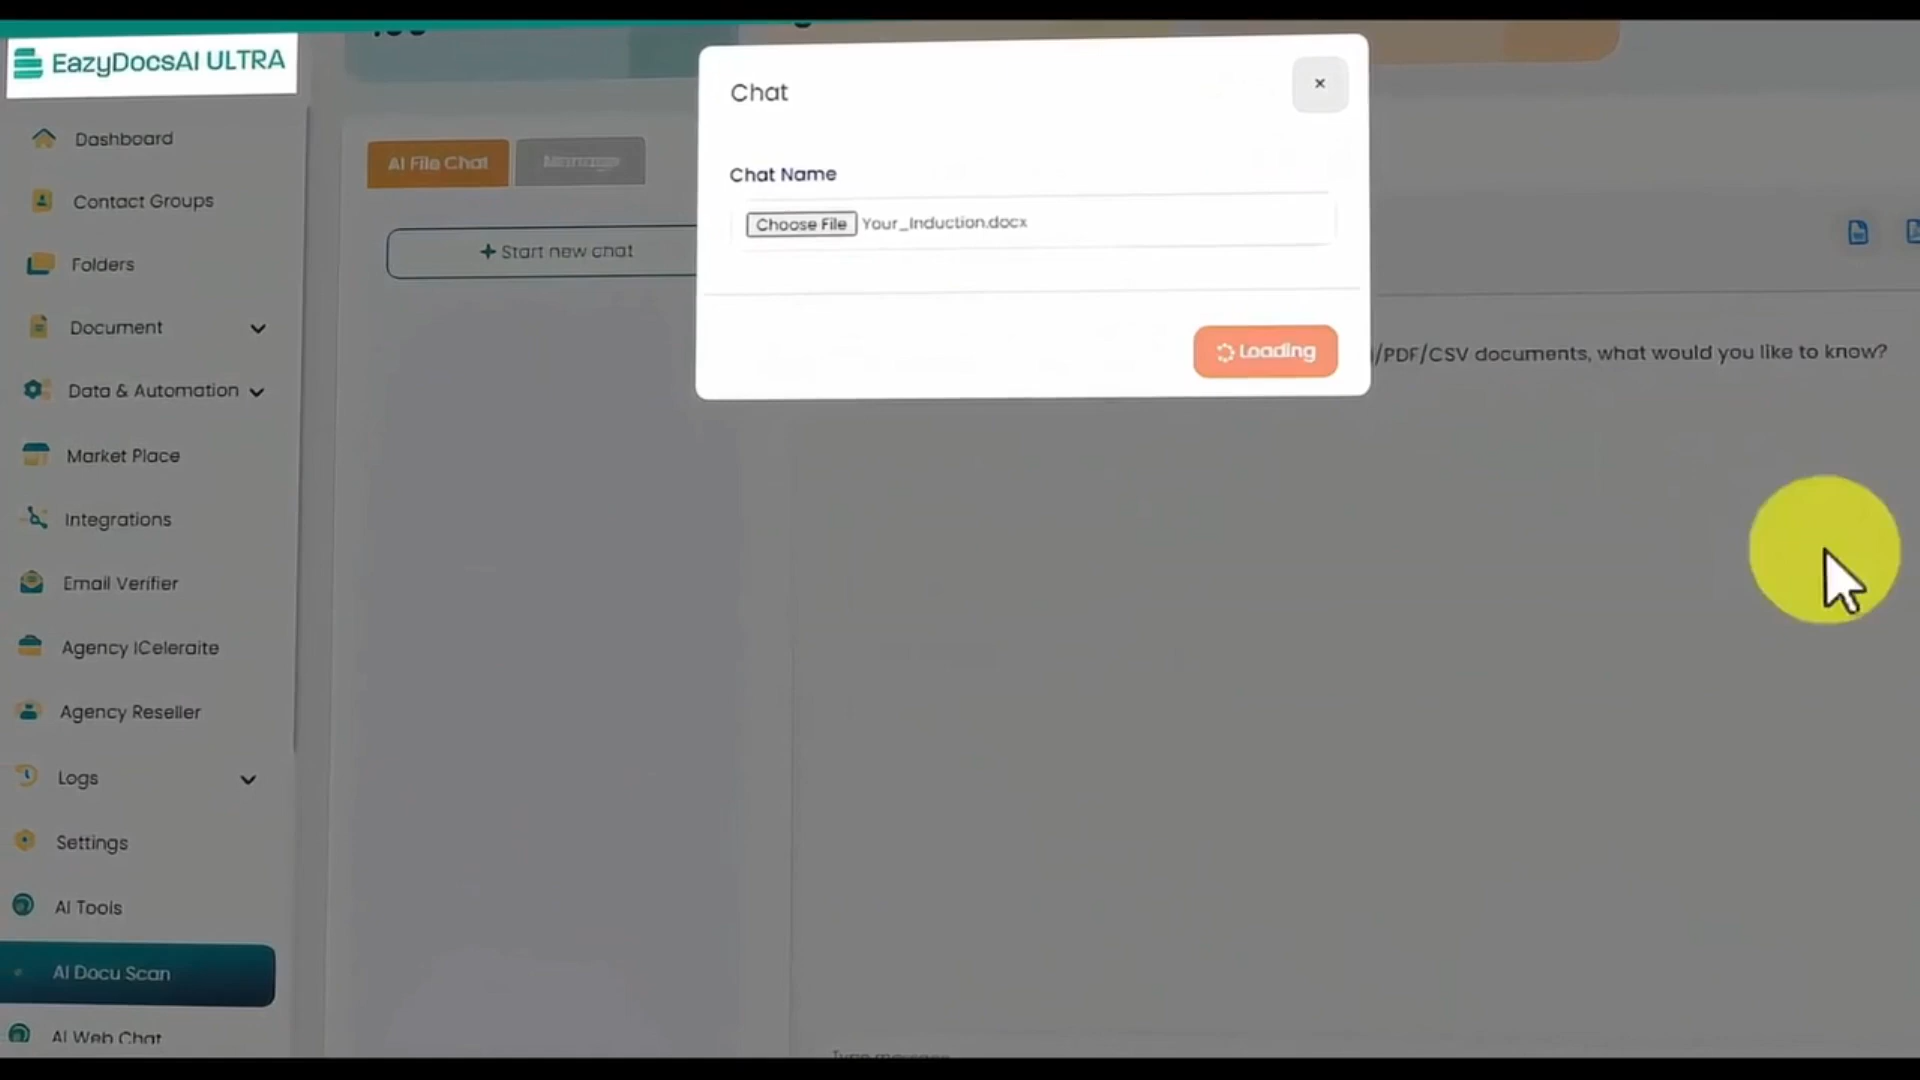 EazyDocsAI ULTRA
Dashboard
Contact Groups
Folders
Document
Data & Automation
Market Place
Integrations
Email Verifier
Agency ICeleraite
Agency Reseller
Logs
Settings
AI Tools
AI Docu Scan
AI Web Chat
AI File Chat
+ Start new chat
Chat
×
Chat Name
Choose File Your_Induction.docx
Loading
/PDF/CSV documents, what would you like to know?
Type message